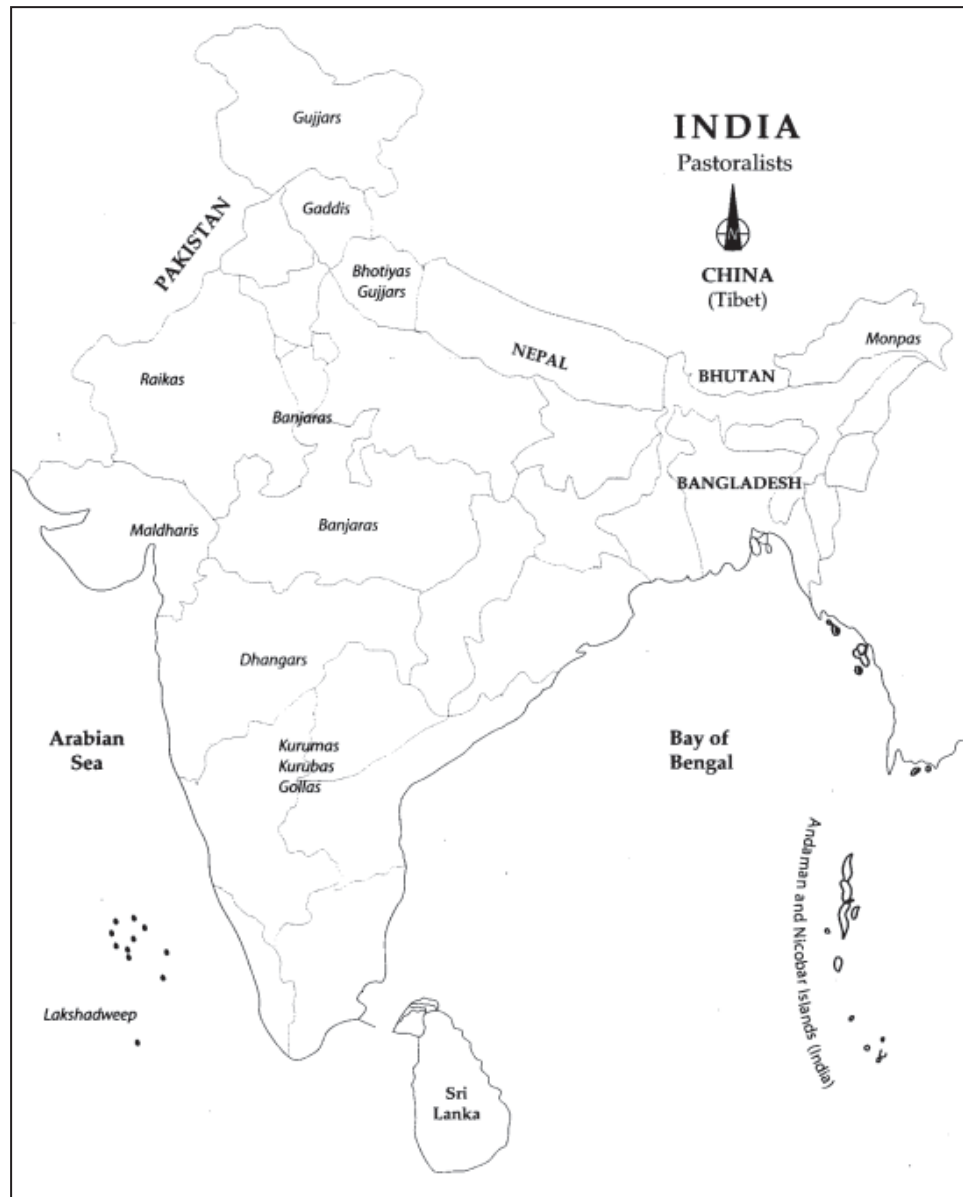 INDIA
Pastoralists
N
CHINA
(Tibet)
Gujjars
Gaddis
PAKISTAN
Bhotiyas
Gujjars
NEPAL
BHUTAN
Monpas
Raikas
Banjaras
BANGLADESH
Maldharis
Banjaras
Dhangars
Arabian
Sea
Kurumas
Kurubas
Gollas
Bay of
Bengal
Andaman and Nicobar Islands (India)
Lakshadweep
Sri
Lanka